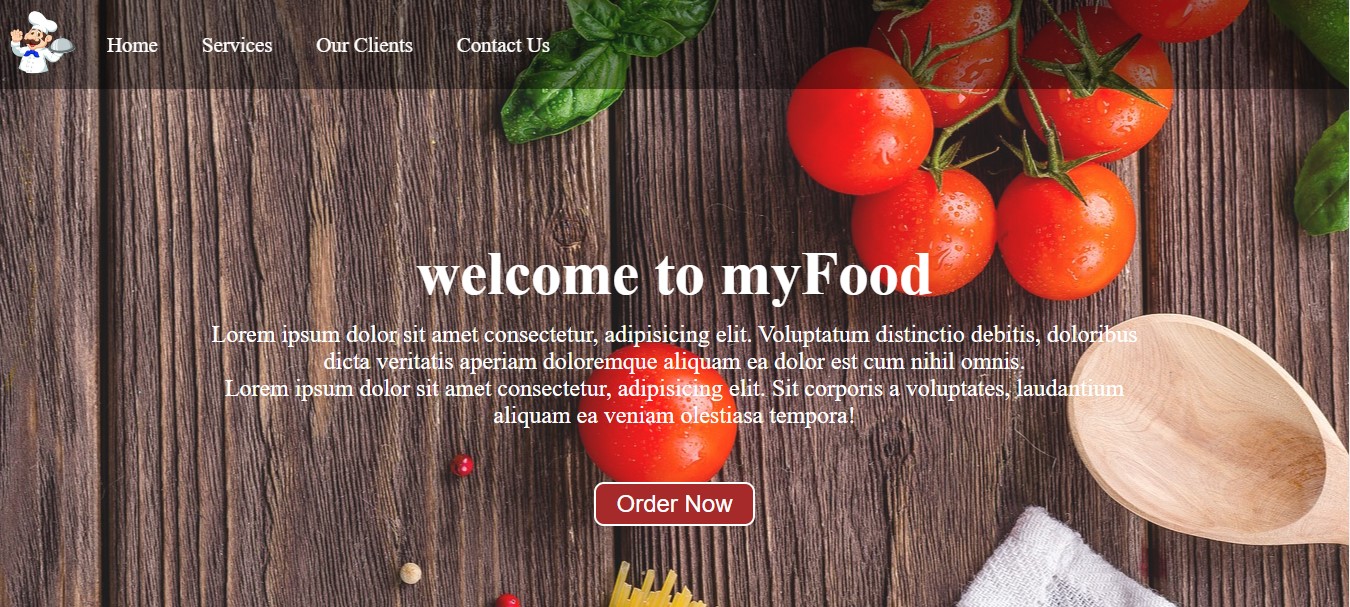 Home Services Our Clients Contact Us
welcome to myFood
Lorem ipsum dolor sit amet consectetur, adipisicing elit. Voluptatum distinctio debitis, doloribus
dicta veritatis aperiam doloremque aliquam ea dolor est cum nihil omnis.
Lorem ipsum dolor sit amet consectetur, adipisicing elit. Sit corporis a voluptates, laudantium
aliquam ea veniam olestiasa tempora!
Order Now